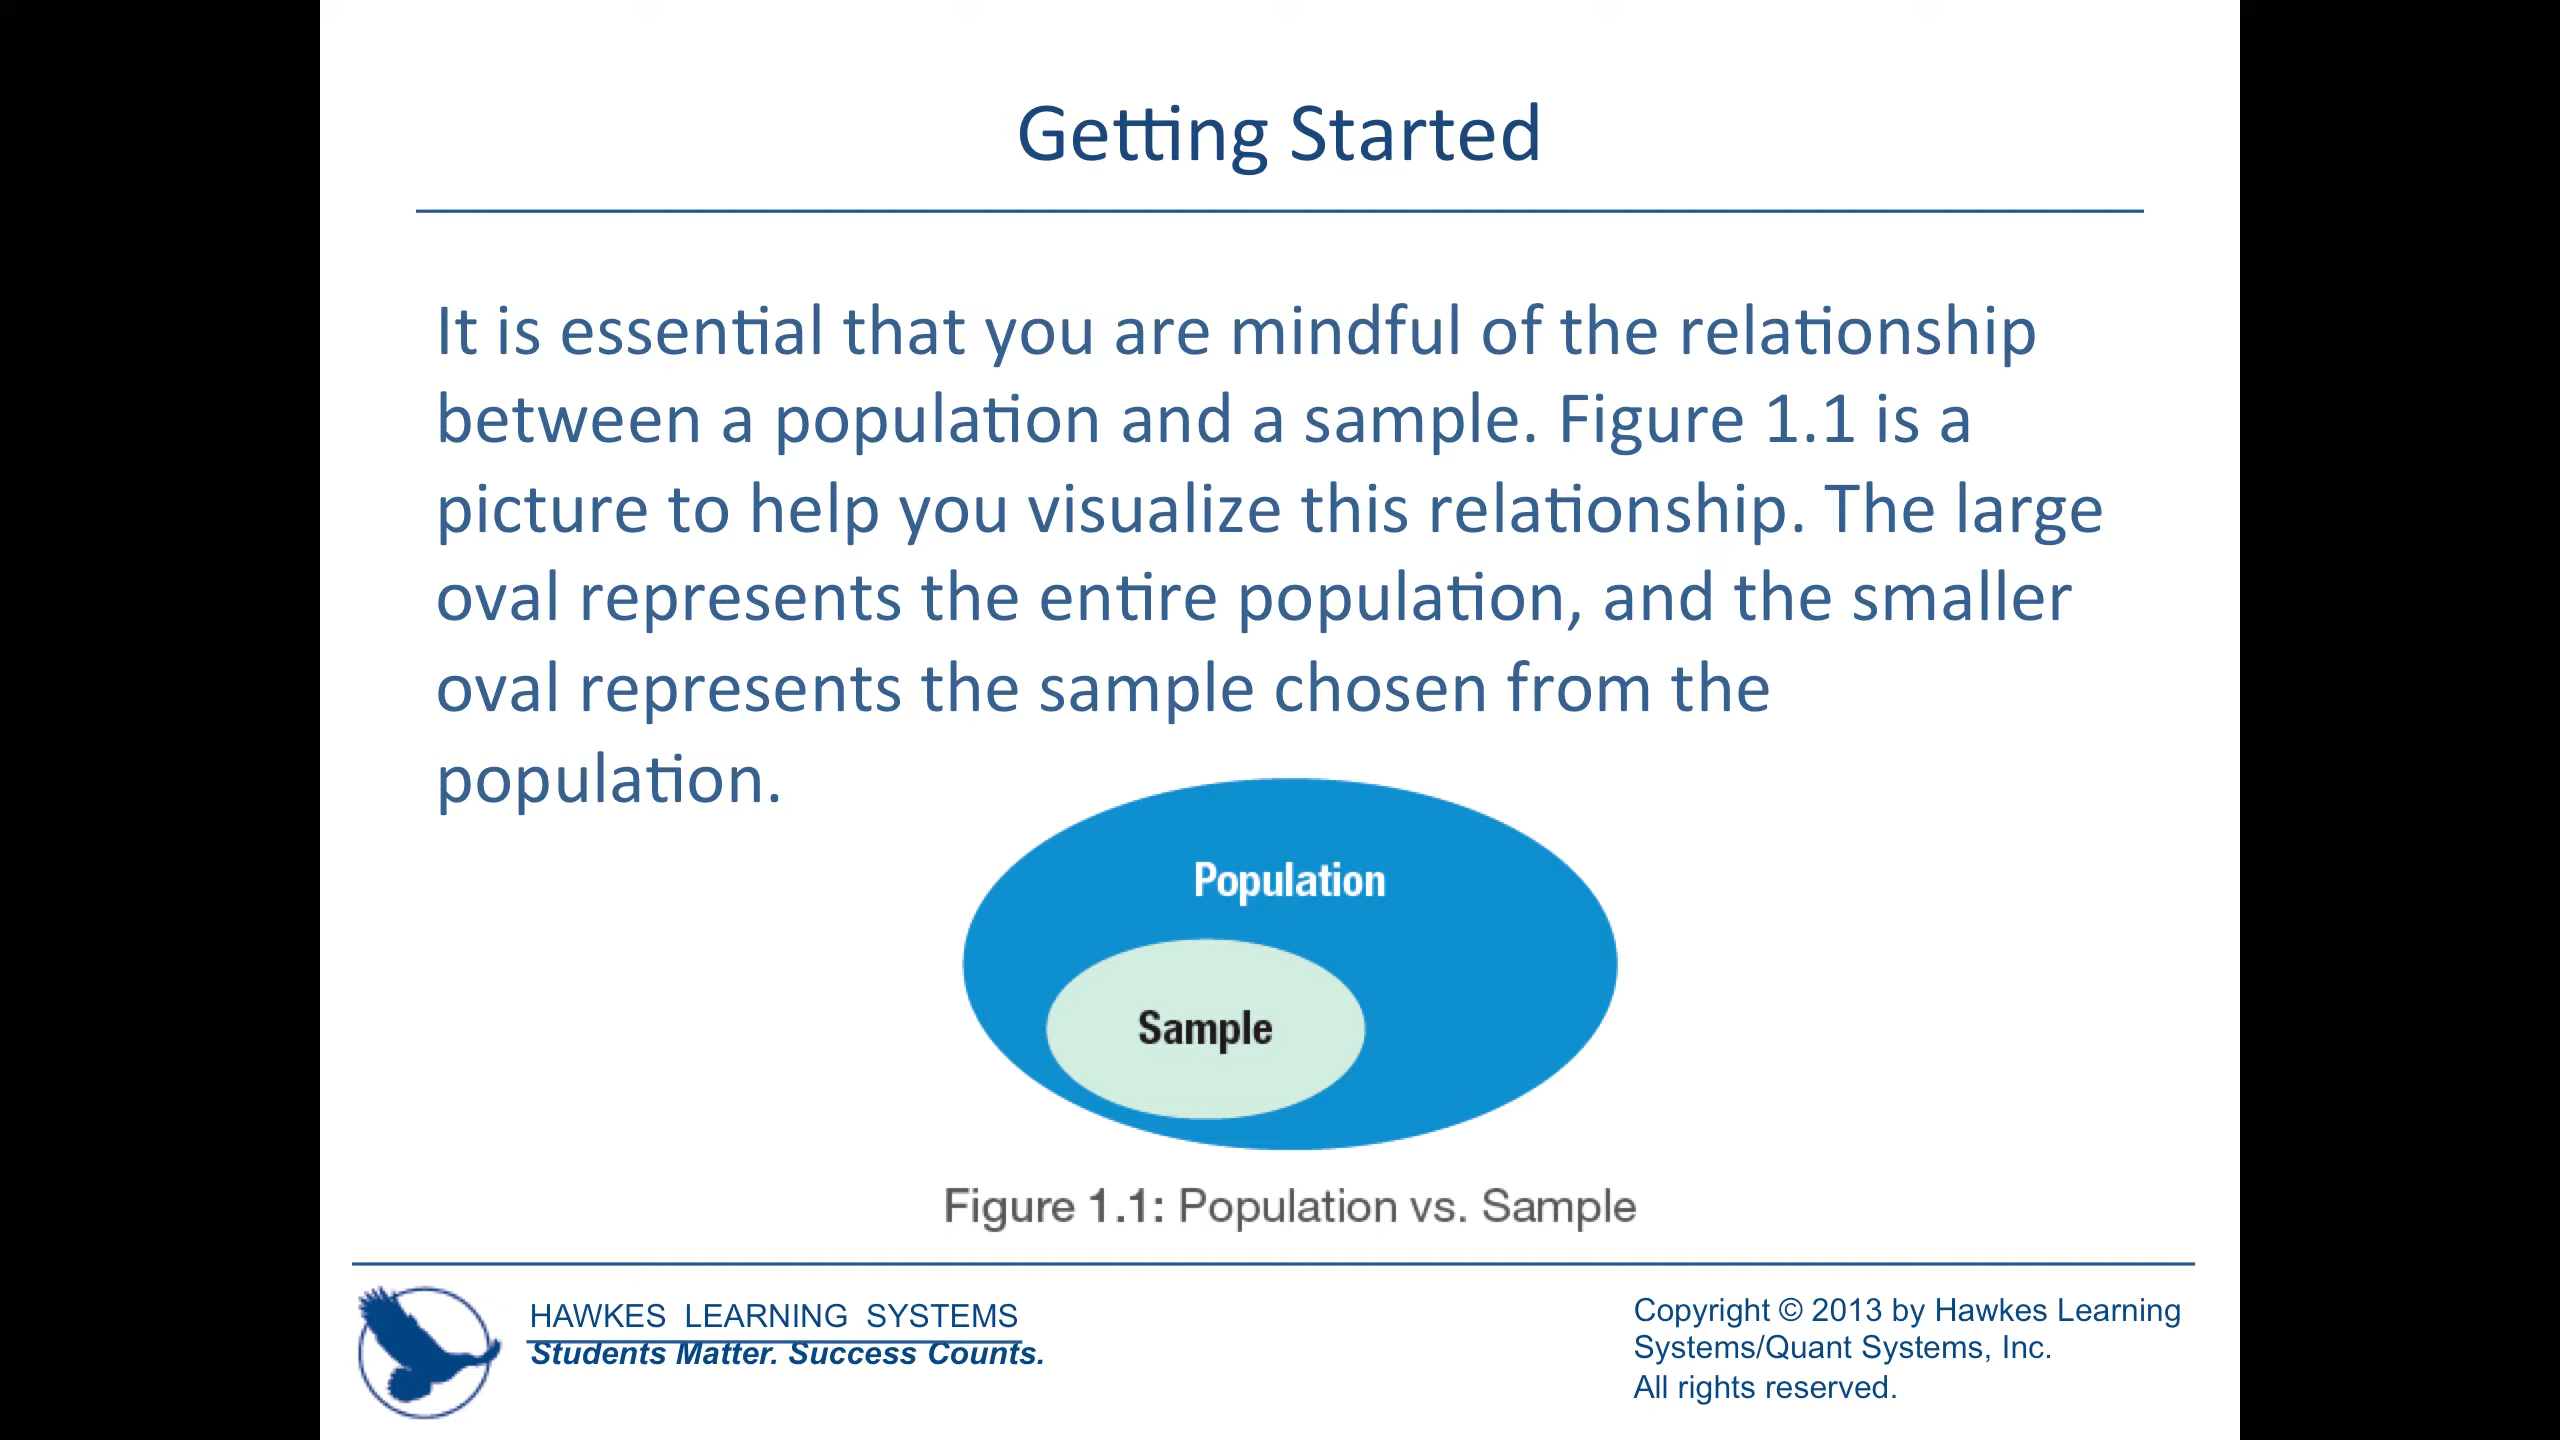 Getting Started
It is essential that you are mindful of the relationship
between a population and a sample. Figure 1.1 is a
picture to help you visualize this relationship. The large
oval represents the entire population, and the smaller
oval represents the sample chosen from the
population.
Population
Sample
Figure 1.1: Population vs. Sample
HAWKES LEARNING SYSTEMS
Students Matter. Success Counts.
Copyright © 2013 by Hawkes Learning
Systems/Quant Systems, Inc.
All rights reserved.